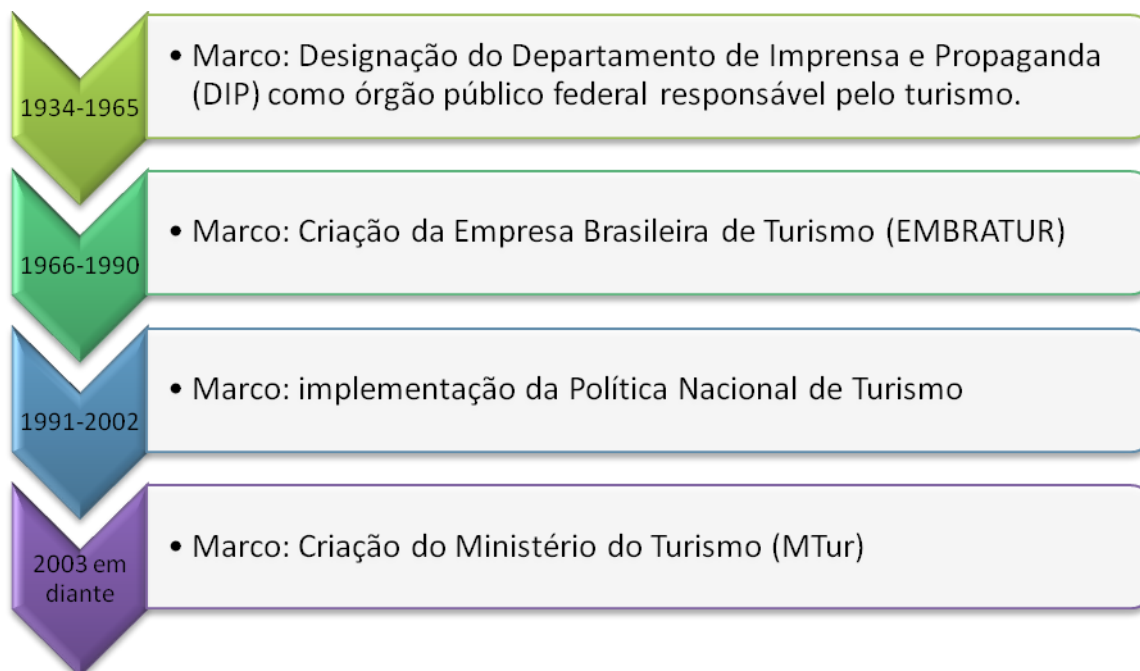 1934-1965
• Marco: Designação do Departamento de Imprensa e Propaganda
(DIP) como órgão público federal responsável pelo turismo.
1966-1990
• Marco: Criação da Empresa Brasileira de Turismo (EMBRATUR)
1991-2002
• Marco: implementação da Política Nacional de Turismo
2003 em
diante
• Marco: Criação do Ministério do Turismo (MTur)